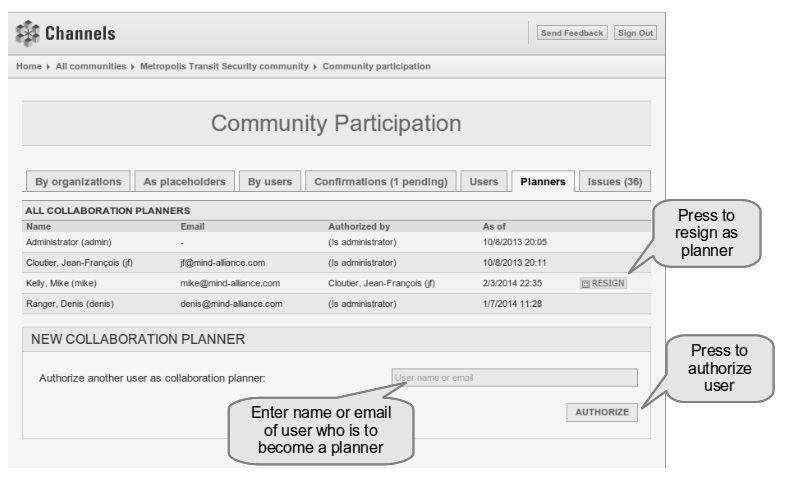 Channels
Send Feedback Sign Out
Home All communities Metropolis Transit Security community Community participation
Community Participation
By organizations As placeholders By users Confirmations (1 pending) Users Planners Issues (36)
ALL COLLABORATION PLANNERS
Name Email Authorized by As of
Administrator (admin) - (Is administrator) 10/8/2013 20:05
Cloutier, Jean-François (jf) jf@mind-alliance.com (Is administrator) 10/8/2013 20:11
Kelly, Mike (mike) mike@mind-alliance.com Cloutier, Jean-François (jf) 2/3/2014 22:35 RESIGN
Ranger, Denis (denis) denis@mind-alliance.com (Is administrator) 1/7/2014 11:28
Press to
resign as
planner
NEW COLLABORATION PLANNER
Authorize another user as collaboration planner: User name or email
AUTHORIZE
Press to
authorize
user
Enter name or email
of user who is to
become a planner